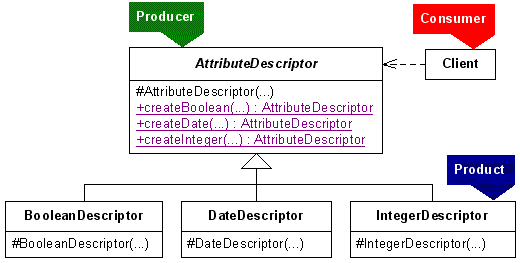 Producer
Consumer
AttributeDescriptor
Client
#AttributeDescriptor(...)
+createBoolean(...) : AttributeDescriptor
+createDate(...) : AttributeDescriptor
+createInteger(...) : AttributeDescriptor
Product
BooleanDescriptor
DateDescriptor
IntegerDescriptor
#BooleanDescriptor(...)
#DateDescriptor(...)
#IntegerDescriptor(...)